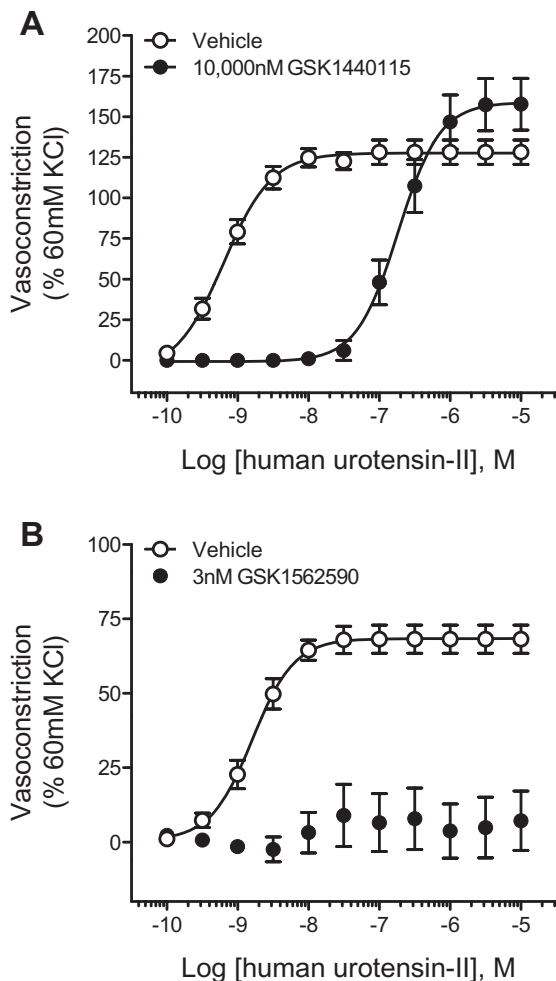 A
Vehicle
10,000nM GSK1440115
Vasoconstriction
(% 60mM KCl)
200
175
150
125
100
75
50
25
0
-10 -9 -8 -7 -6 -5
Log [human urotensin-II], M
B
Vehicle
3nM GSK1562590
Vasoconstriction
(% 60mM KCl)
100
75
50
25
0
-10 -9 -8 -7 -6 -5
Log [human urotensin-II], M